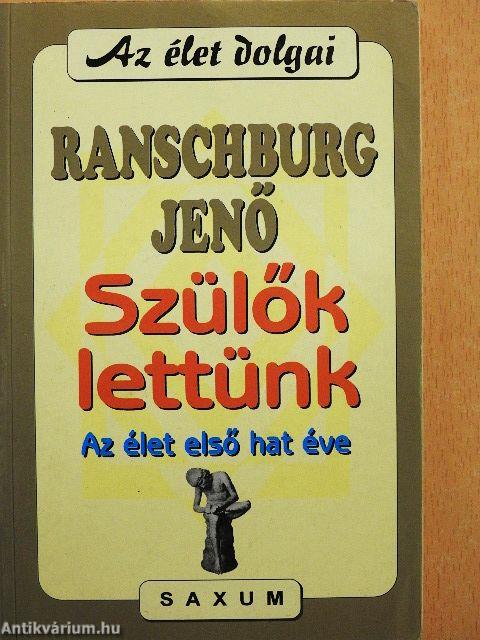 Az élet dolgai
RANSCHBURG
JENŐ
Szülők
lettünk
Az élet első hat éve
SAXUM
Antikvárium.hu